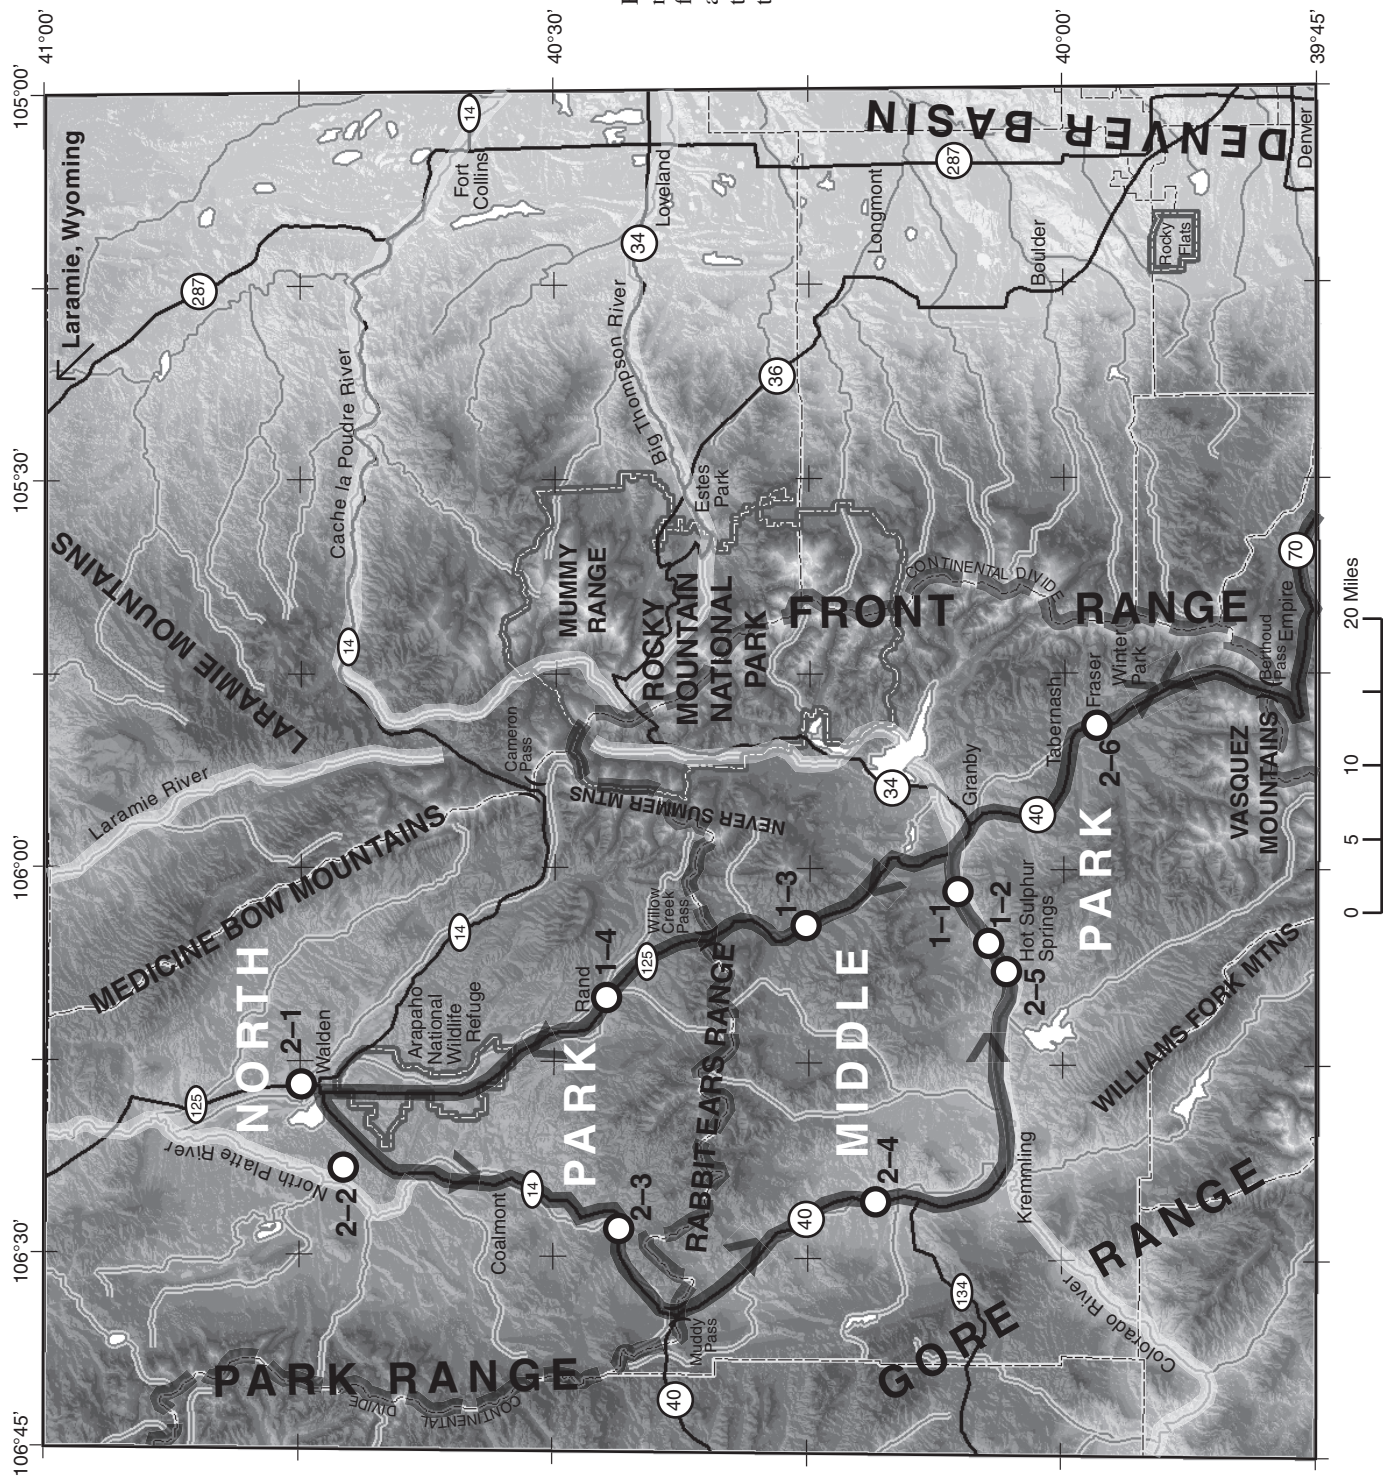 41°00'
40°30'
40°00'
39°45'
105°00'
105°30'
106°00'
106°30'
106°45'
Laramie, Wyoming
287
14
Fort
Collins
Loveland
34
287
Longmont
Boulder
DENVER BASIN
Denver
Rocky
Flats
Cache la Poudre River
Big Thompson River
36
Estes
Park
LARAMIE MOUNTAINS
14
MUMMY
RANGE
ROCKY
MOUNTAIN
NATIONAL
PARK
FRONT
RANGE
CONTINENTAL DIVIDE
70
Empire
Berthoud
Pass
Winter
Park
Fraser
Tabernash
2–6
VASQUEZ
MOUNTAINS
Laramie River
Cameron
Pass
NEVER SUMMER MTNS
34
Granby
40
MEDICINE BOW MOUNTAINS
14
Willow
Creek
Pass
125
1–3
1–1
1–2
Hot Sulphur
Springs
2–5
PARK
NORTH
2–1
Walden
Arapaho
National
Wildlife
Refuge
Rand
1–4
PARK
RABBIT EARS RANGE
MIDDLE
WILLIAMS FORK MTNS
125
North Platte River
2–2
Coalmont
14
2–3
40
2–4
Kremmling
134
GORE
RANGE
Colorado River
Muddy
Pass
40
PARK RANGE
CONTINENTAL
DIVIDE
0
5
10
20 Miles